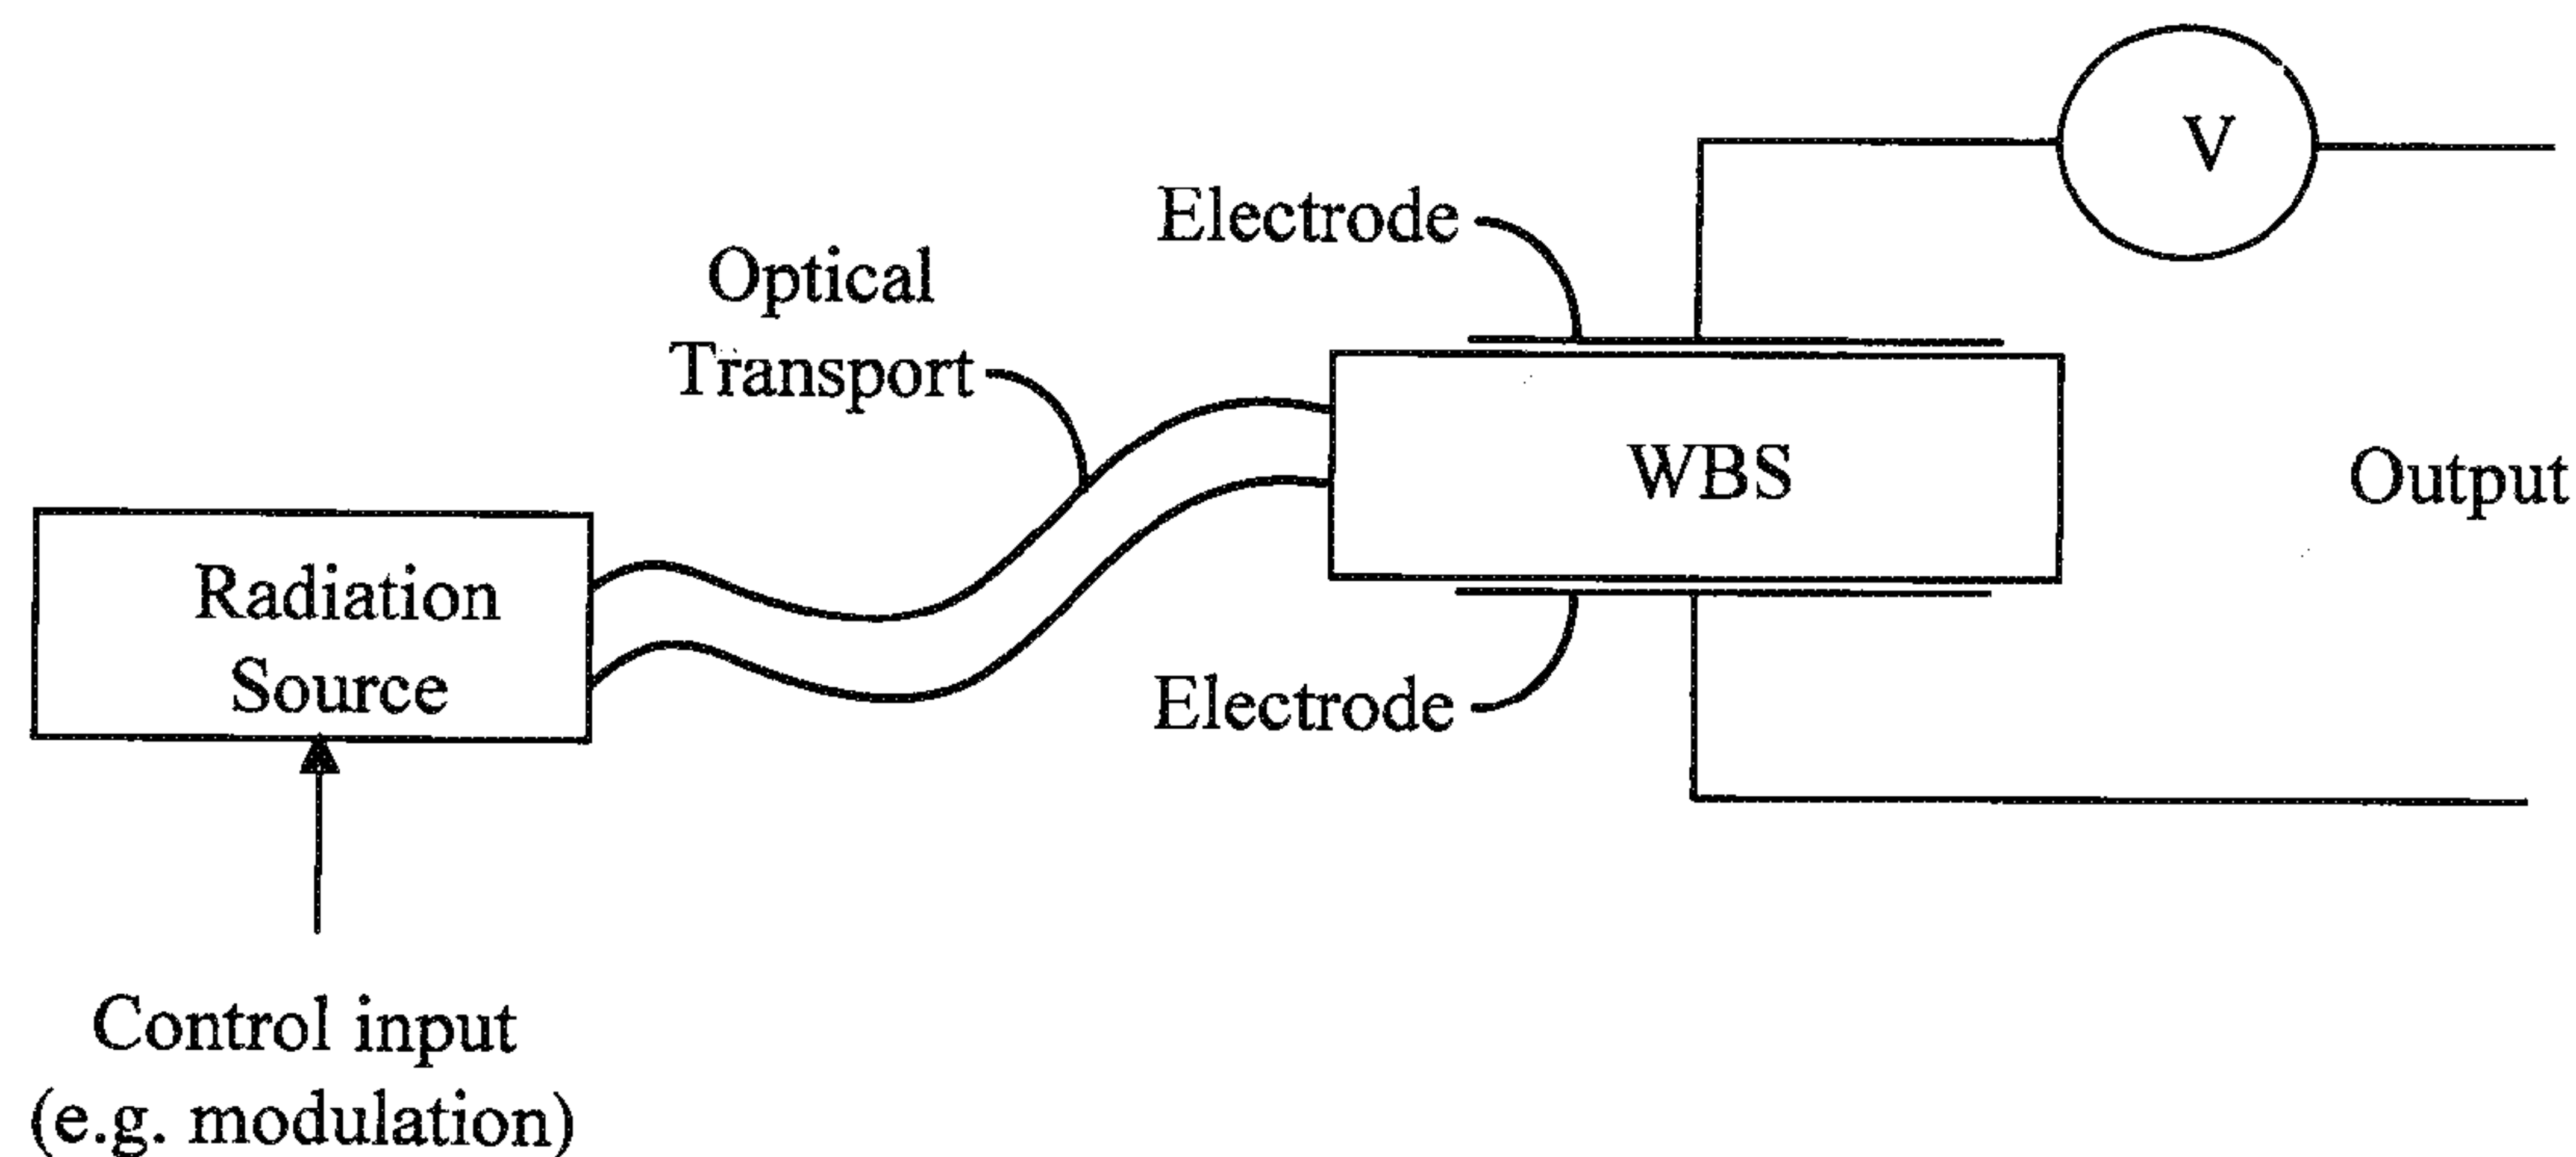 V
Electrode
Optical
Transport
WBS
Output
Radiation
Source
Electrode
Control input
(e.g. modulation)